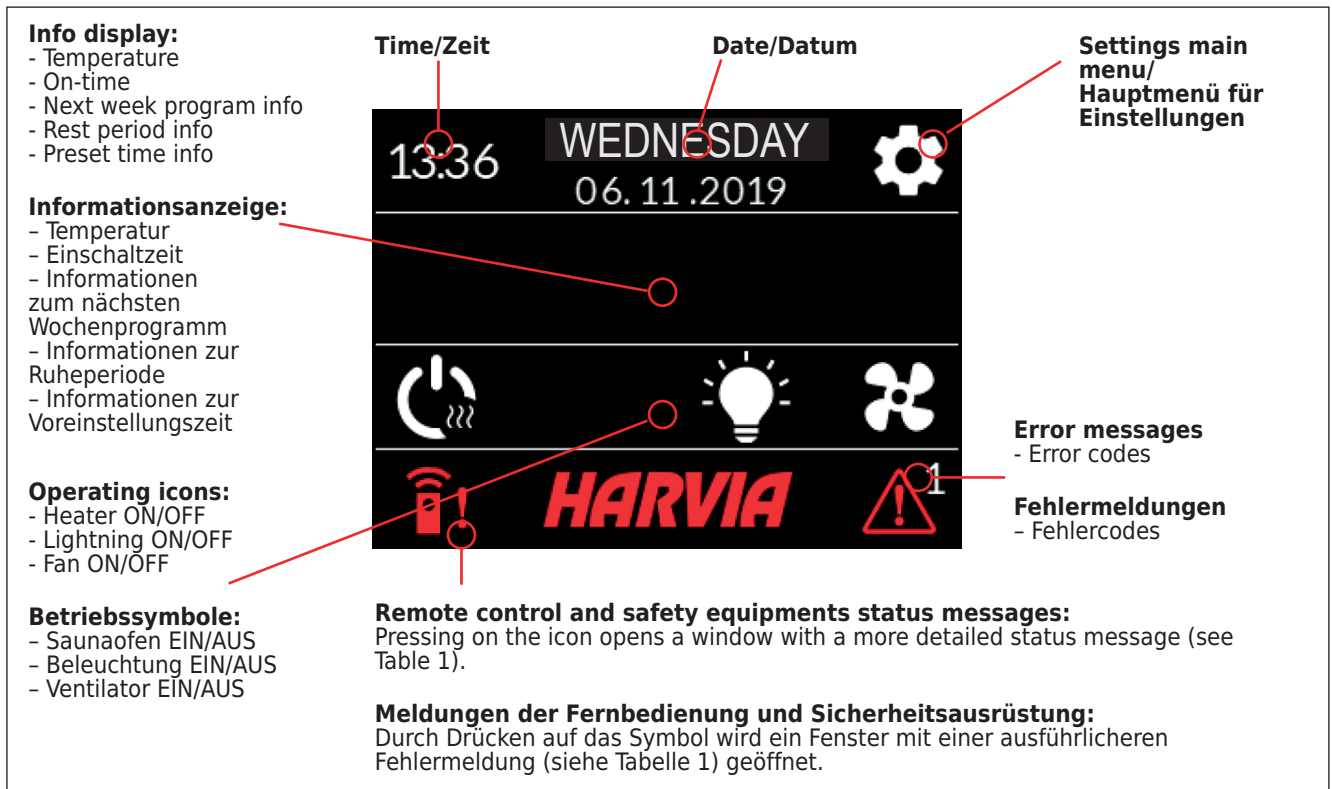 Info display:
- Temperature
- On-time
- Next week program info
- Rest period info
- Preset time info
Informationsanzeige:
– Temperatur
– Einschaltzeit
– Informationen
zum nächsten
Wochenprogramm
– Informationen zur
Ruheperiode
– Informationen zur
Voreinstellungszeit
Operating icons:
- Heater ON/OFF
- Lightning ON/OFF
- Fan ON/OFF
Betriebssymbole:
– Saunaofen EIN/AUS
– Beleuchtung EIN/AUS
– Ventilator EIN/AUS
Time/Zeit
Date/Datum
Settings main
menu/
Hauptmenü für
Einstellungen
13:36
WEDNESDAY
06. 11 .2019
HARVIA
1
Error messages
- Error codes
Fehlermeldungen
– Fehlercodes
Remote control and safety equipments status messages:
Pressing on the icon opens a window with a more detailed status message (see
Table 1).
Meldungen der Fernbedienung und Sicherheitsausrüstung:
Durch Drücken auf das Symbol wird ein Fenster mit einer ausführlicheren
Fehlermeldung (siehe Tabelle 1) geöffnet.